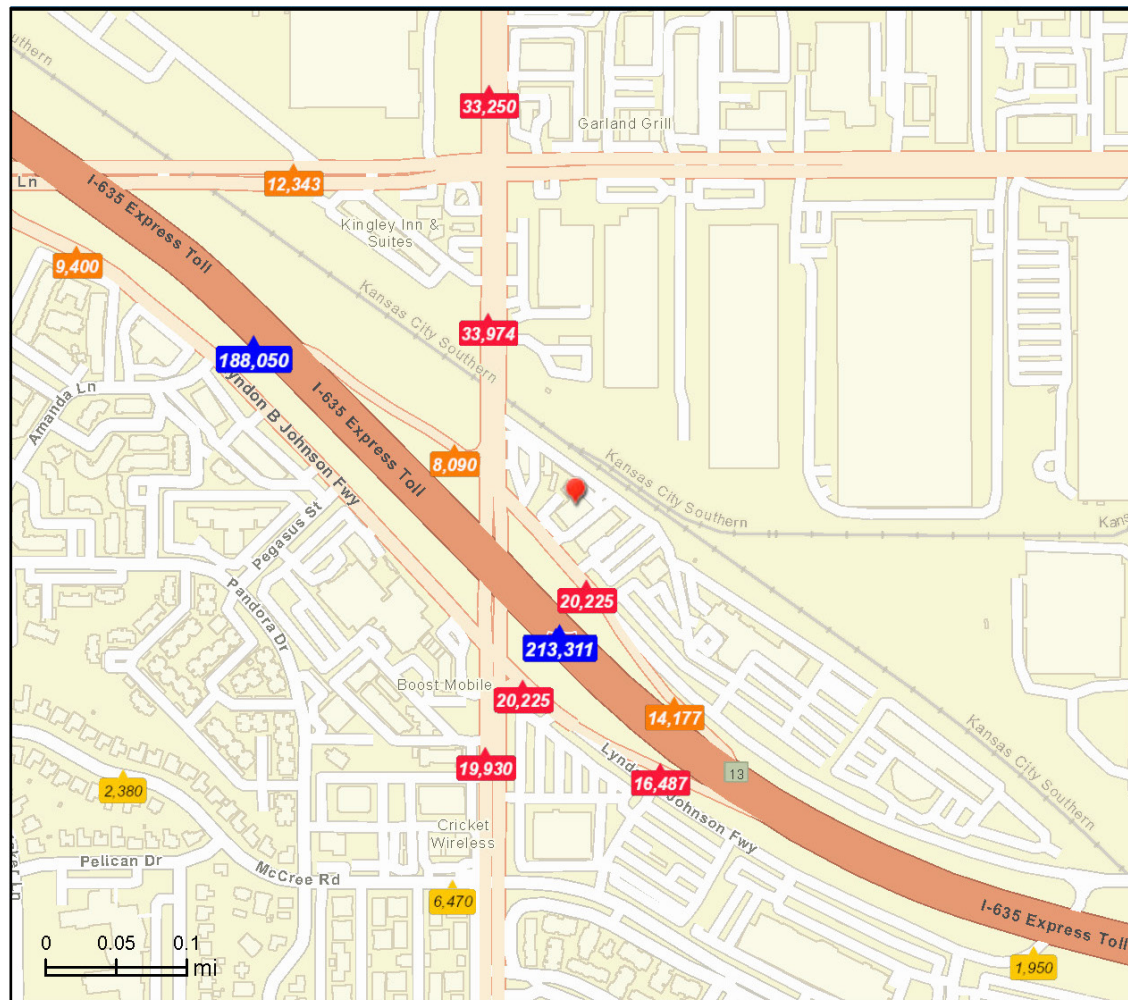 outhern
33,250
Garland Grill
Ln
12,343
I-635 Express Toll
Kingley Inn &
Suites
9,400
Kansas City Southern
33,974
188,050
Amanda Ln
yndon B Johnson Fwy
I-635 Express Toll
8,090
Kansas City Southern
Kans
Pegasus St
Pandora Dr
20,225
213,311
Boost Mobile
20,225
14,177
Kansas City Southern
19,930
Lynd
Johnson Fwy
16,487
13
2,380
Cricket
Wireless
Pelican Dr
McCree Rd
6,470
I-635 Express Toll
0 0.05 0.1
mi
1,950